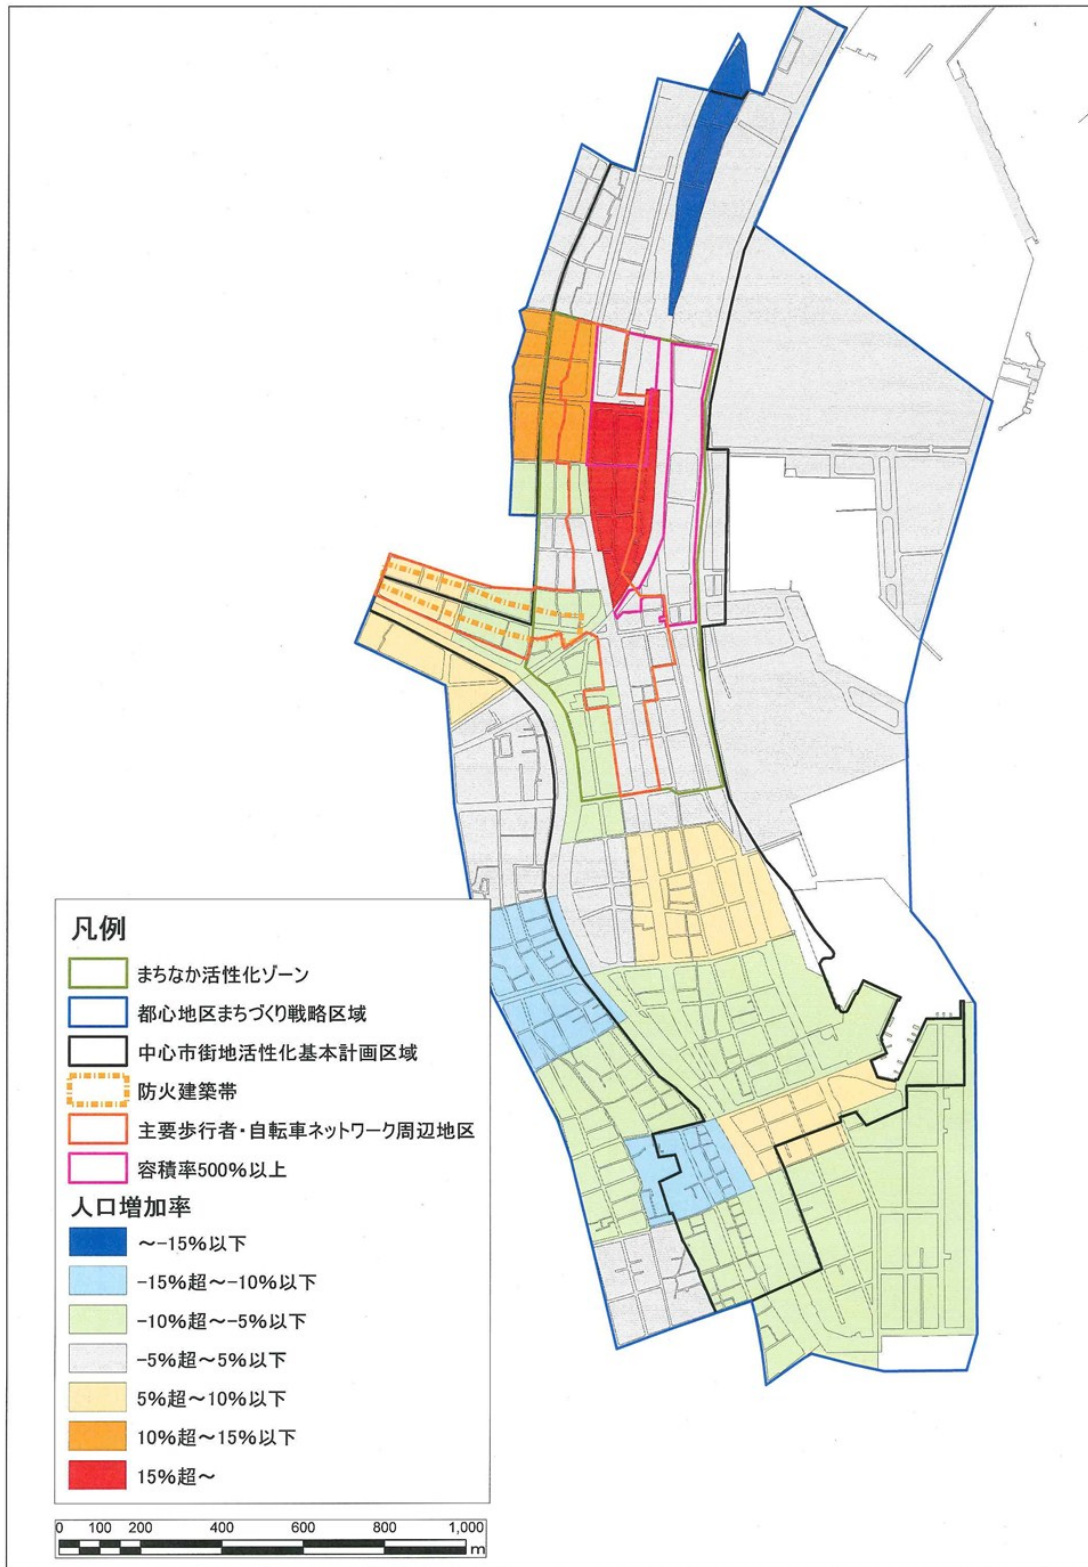 凡例
まちなか活性化ゾーン
都心地区まちづくり戦略区域
中心市街地活性化基本計画区域
防火建築帯
主要歩行者・自転車ネットワーク周辺地区
容積率500%以上
人口増加率
～-15%以下
-15%超～-10%以下
-10%超～-5%以下
-5%超～5%以下
5%超～10%以下
10%超～15%以下
15%超～
0 100 200 400 600 800 1,000
m